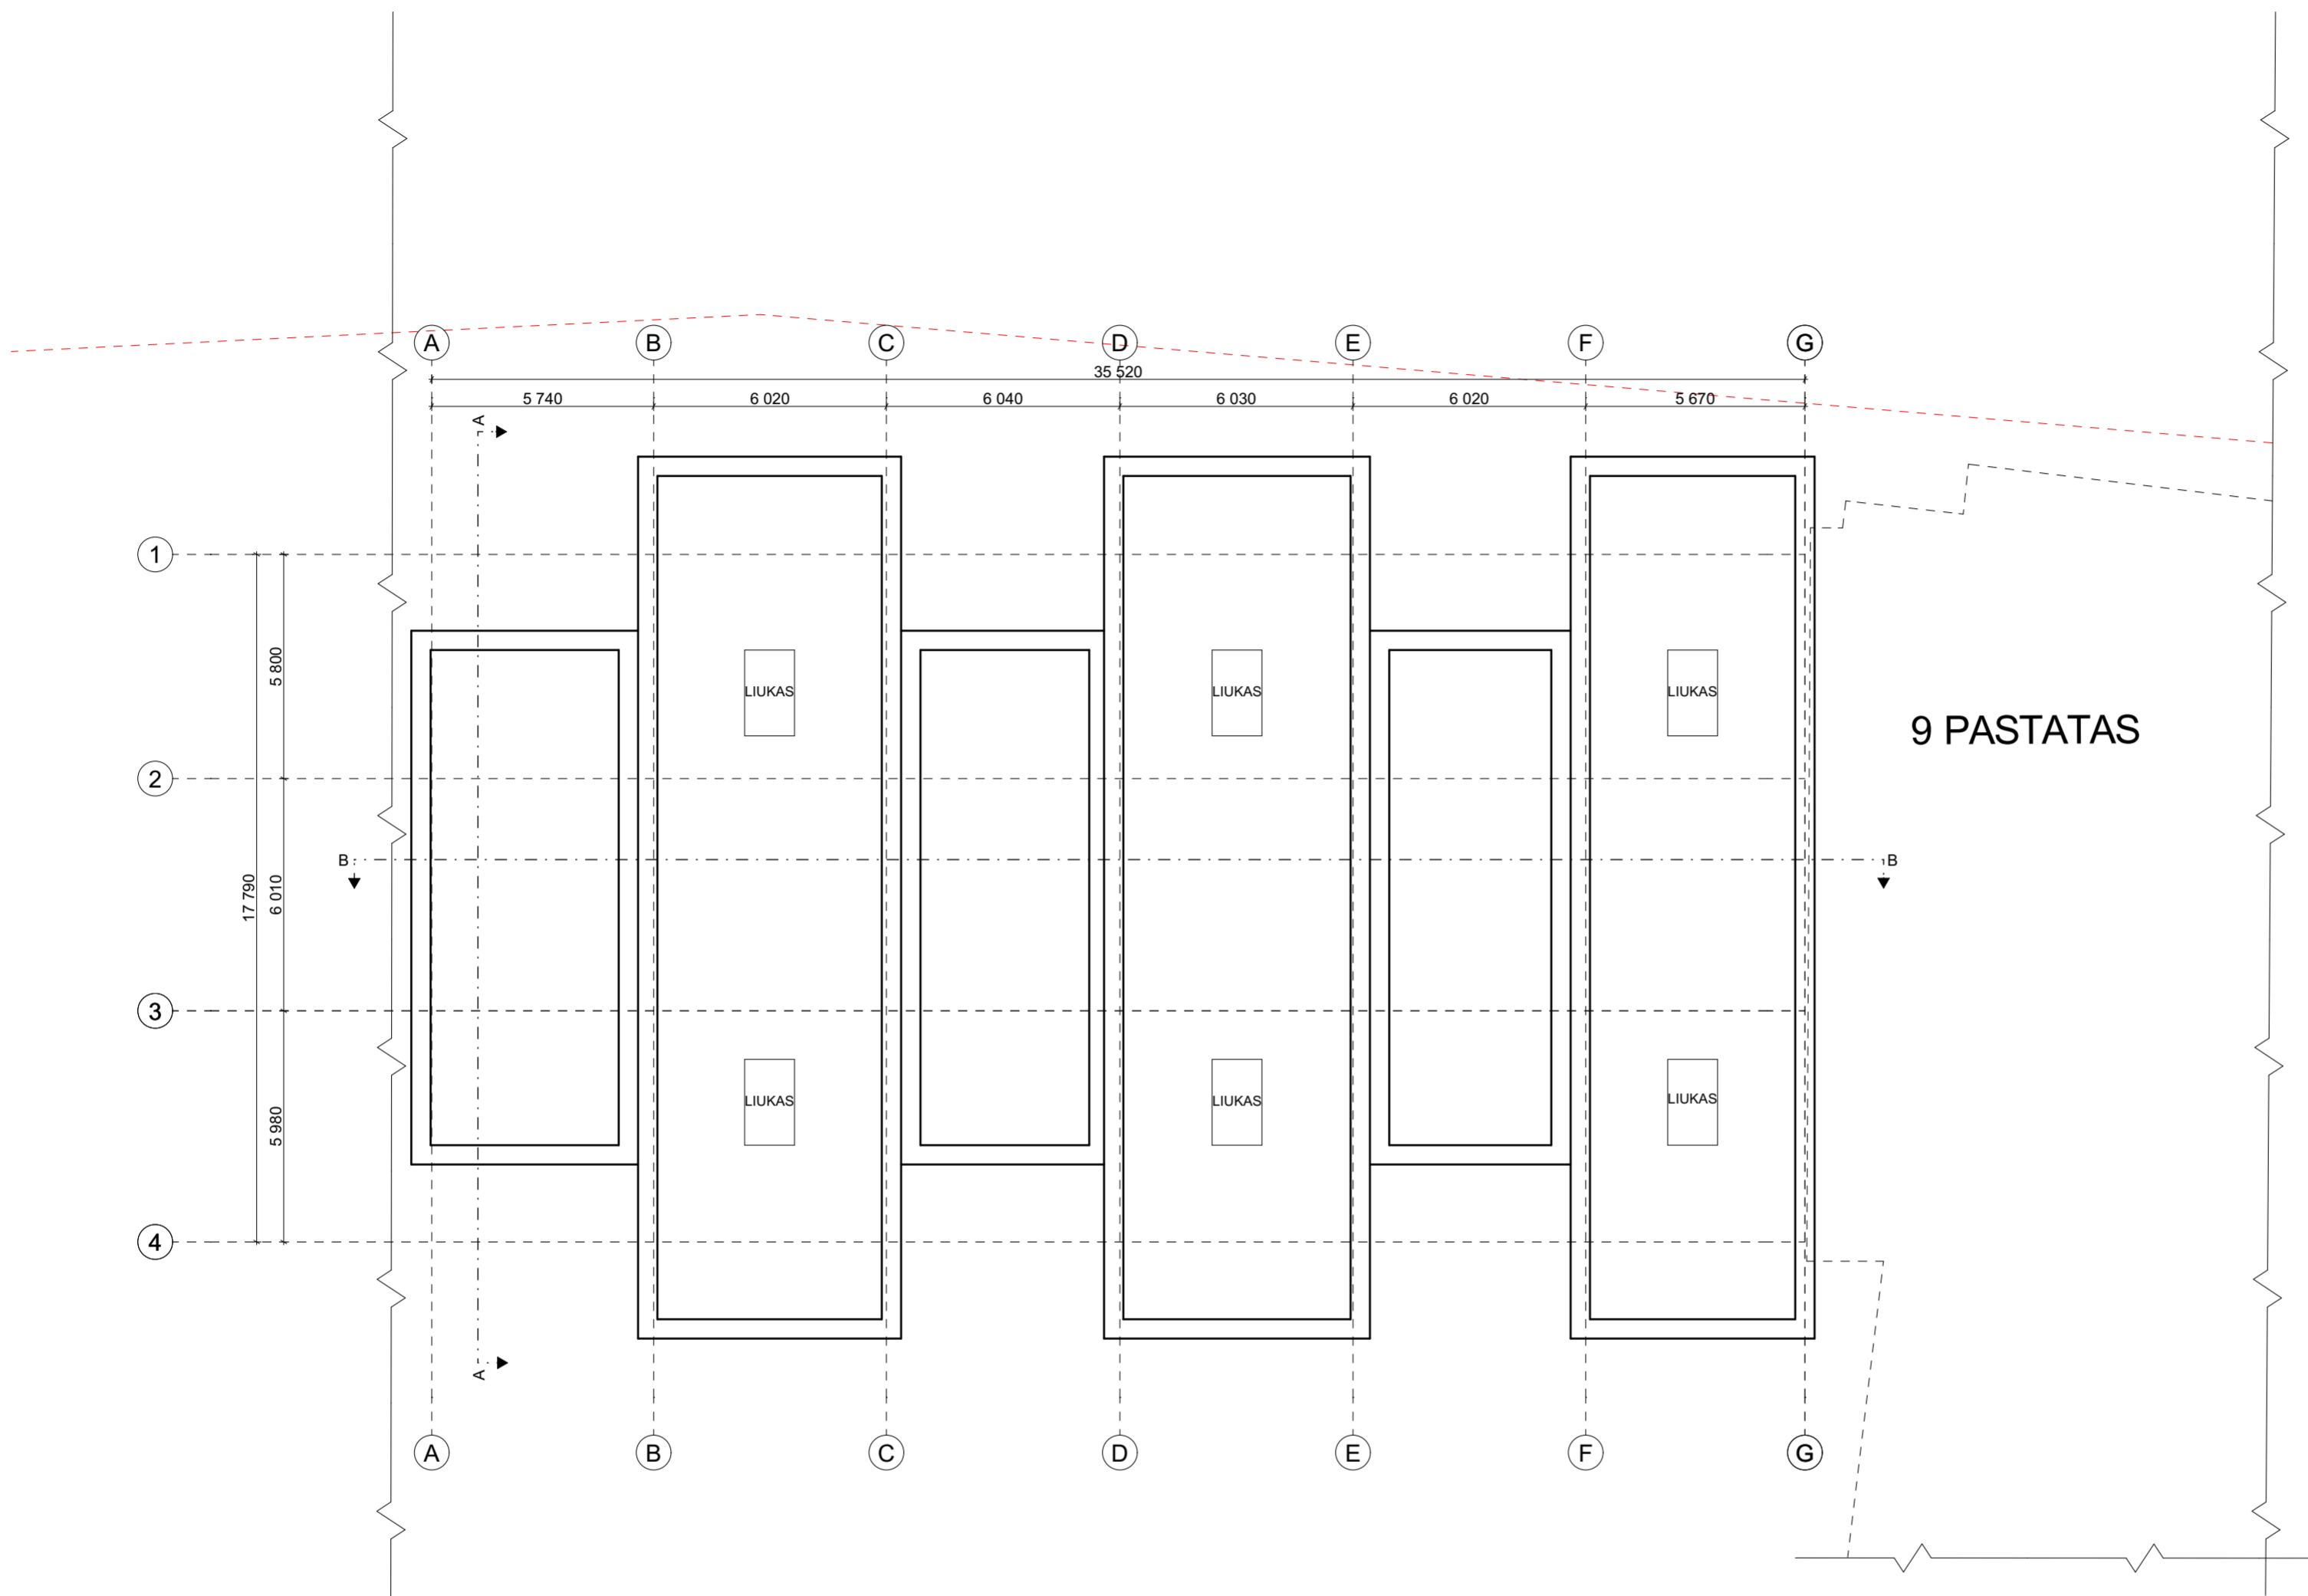 A B C D E F G
35 520
5 740 6 020 6 040 6 030 6 020 5 670
A
1
5 800
LIUKAS LIUKAS LIUKAS
9 PASTATAS
2
B B
17 790
6 010
3
LIUKAS LIUKAS LIUKAS
5 980
4
A
A B C D E F G